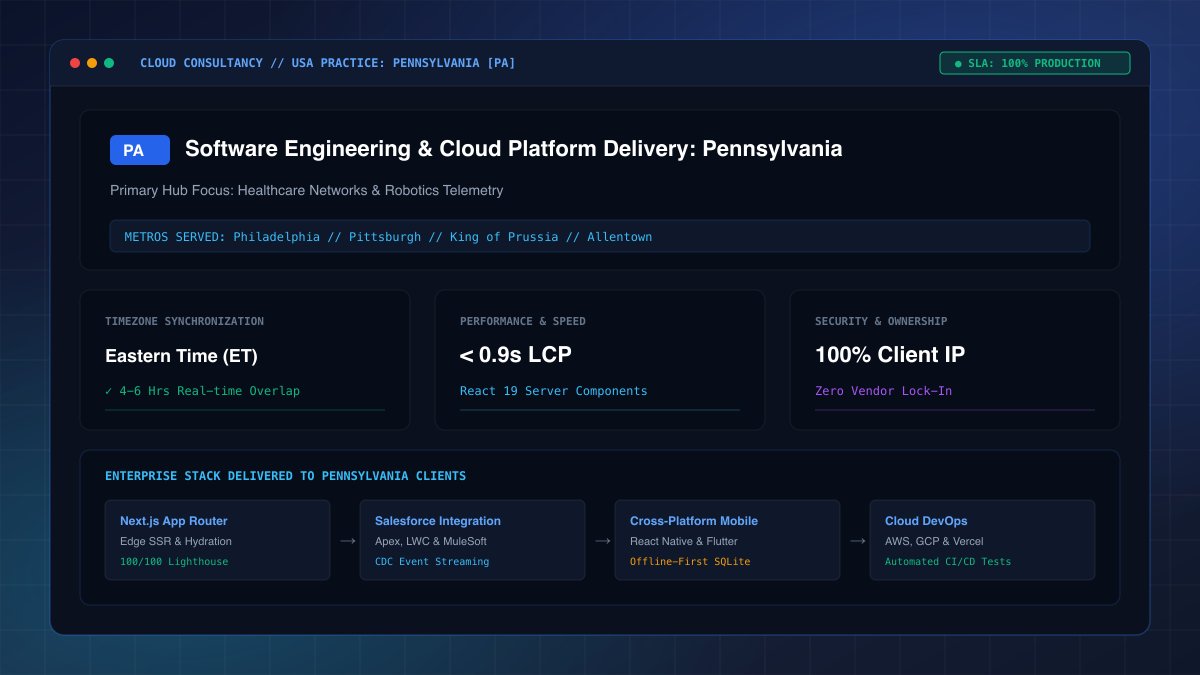 CLOUD CONSULTANCY // USA PRACTICE: PENNSYLVANIA [PA]
● SLA: 100% PRODUCTION
PA
Software Engineering & Cloud Platform Delivery: Pennsylvania
Primary Hub Focus: Healthcare Networks & Robotics Telemetry
METROS SERVED: Philadelphia // Pittsburgh // King of Prussia // Allentown
TIMEZONE SYNCHRONIZATION
Eastern Time (ET)
✓ 4–6 Hrs Real-time Overlap
PERFORMANCE & SPEED
< 0.9s LCP
React 19 Server Components
SECURITY & OWNERSHIP
100% Client IP
Zero Vendor Lock-In
ENTERPRISE STACK DELIVERED TO PENNSYLVANIA CLIENTS
Next.js App Router
Edge SSR & Hydration
100/100 Lighthouse
→
Salesforce Integration
Apex, LWC & MuleSoft
CDC Event Streaming
→
Cross-Platform Mobile
React Native & Flutter
Offline-First SQLite
→
Cloud DevOps
AWS, GCP & Vercel
Automated CI/CD Tests